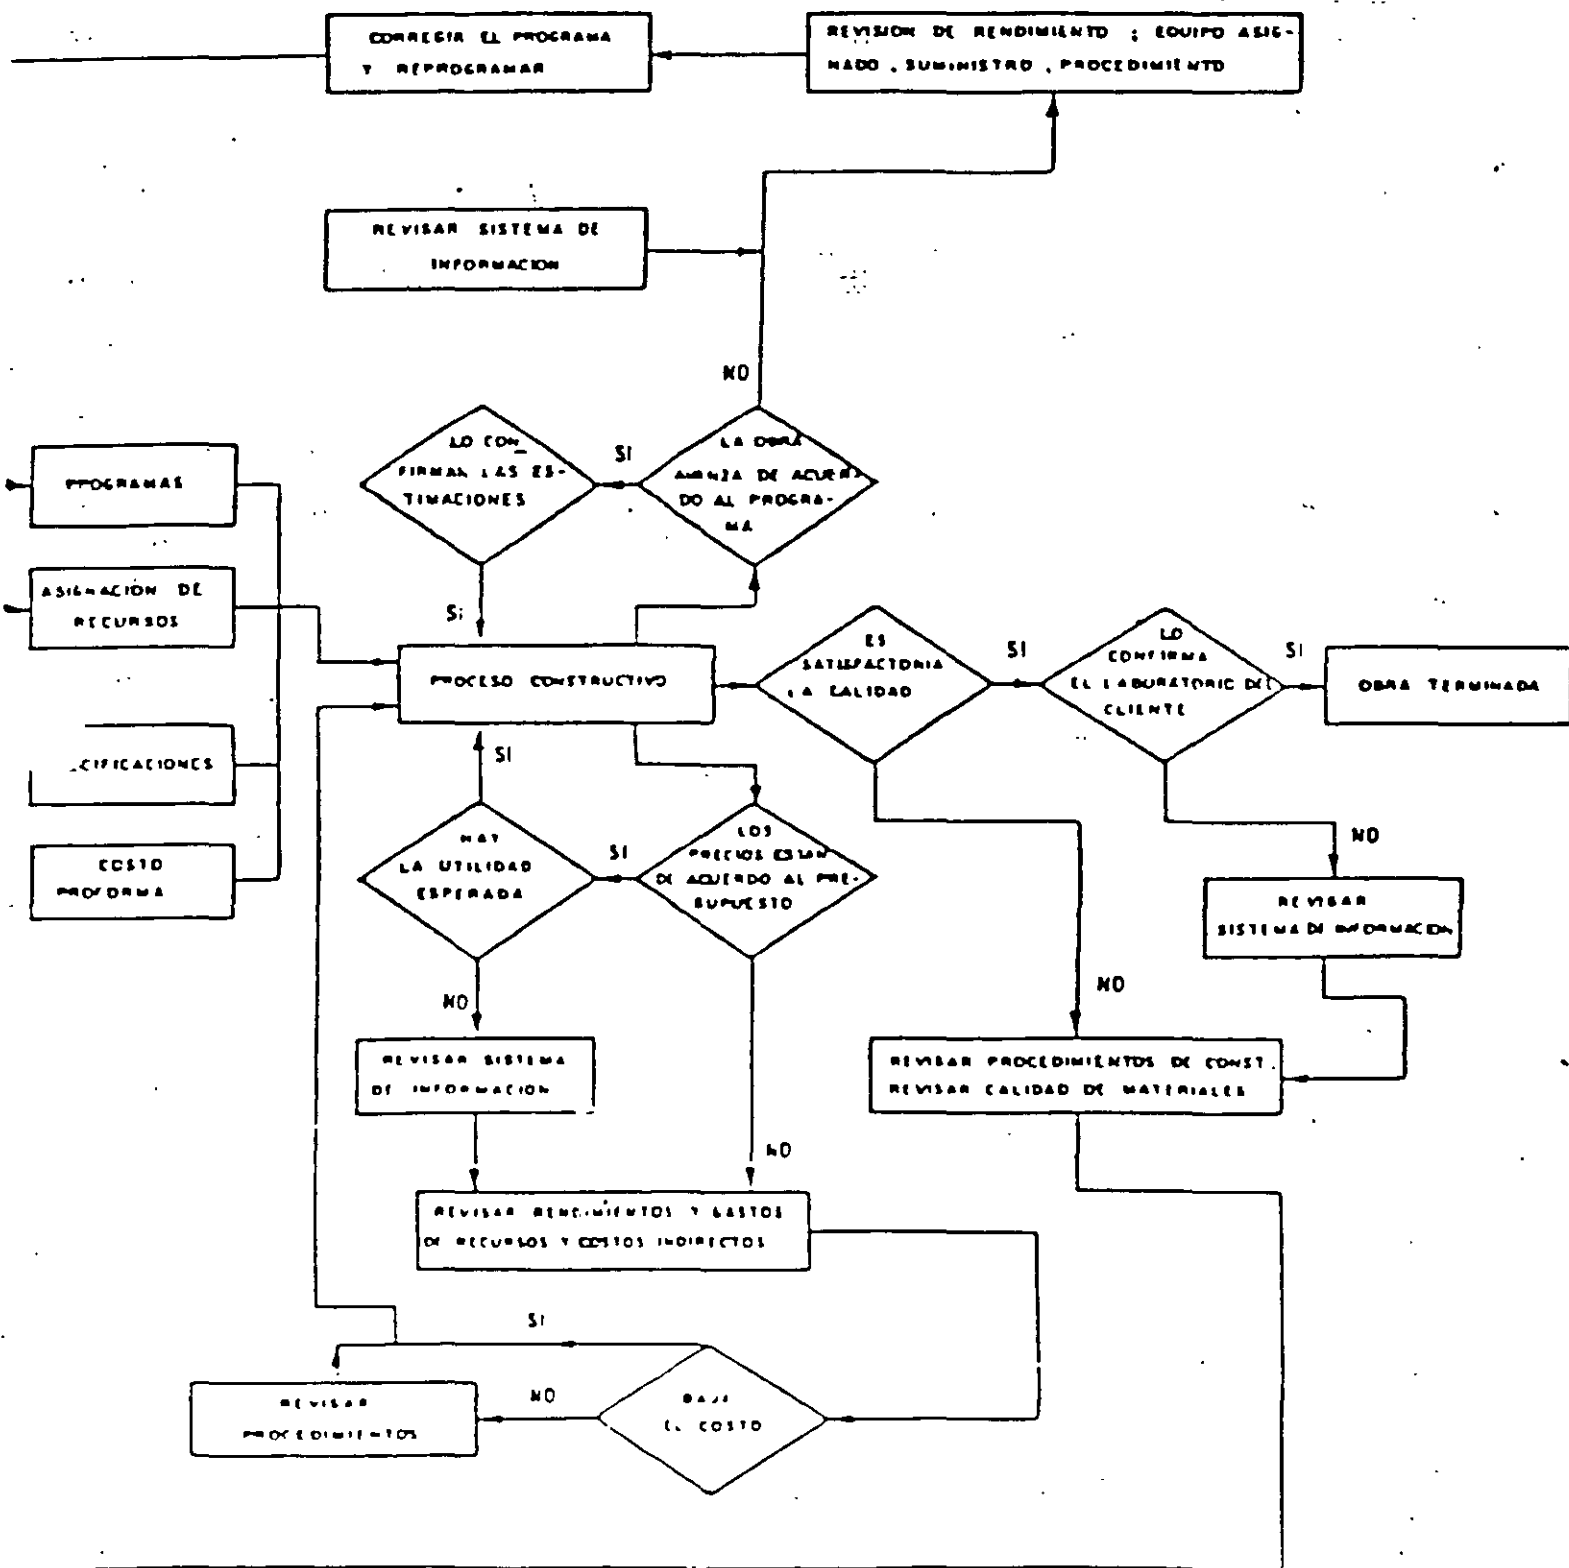 CORREGIR EL PROGRAMA
Y REPROGRAMAR
REVISION DE RENDIMIENTO ; EQUIPO ASIG-
NADO , SUMINISTRO , PROCEDIMIENTO
REVISAR SISTEMA DE
INFORMACION
NO
LO CON
FIRMAN LAS ES-
TIMACIONES
SI
LA OBRA
AVANZA DE ACUER
DO AL PROGRA-
MA
PROGRAMAS
ASIGNACION DE
RECURSOS
Si
PROCESO CONSTRUCTIVO
ES
SATISFACTORIA
LA CALIDAD
SI
LO
CONFIRMA
EL LABORATORIO DEL
CLIENTE
SI
OBRA TERMINADA
CIFICACIONES
SI
COSTO
PROFORMA
HAY
LA UTILIDAD
ESPERADA
SI
LOS
PRECIOS ESTAN
DE ACUERDO AL PRE-
SUPUESTO
NO
REVISAR
SISTEMA DE INFORMACION
NO
NO
REVISAR SISTEMA
DE INFORMACION
REVISAR PROCEDIMIENTOS DE CONST.
REVISAR CALIDAD DE MATERIALES
NO
REVISAR RENDIMIENTOS Y GASTOS
DE RECURSOS Y COSTOS INDIRECTOS
SI
REVISAR
PROCEDIMIENTOS
NO
BAJA
EL COSTO